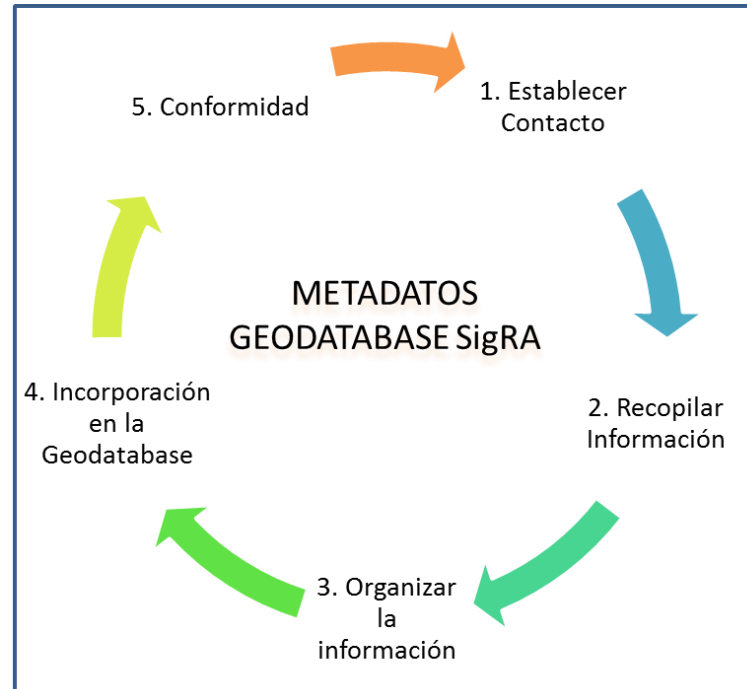 METADATOS
GEODATABASE SigRA
1. Establecer
Contacto
2. Recopilar
Información
3. Organizar
la
información
4. Incorporación
en la
Geodatabase
5. Conformidad